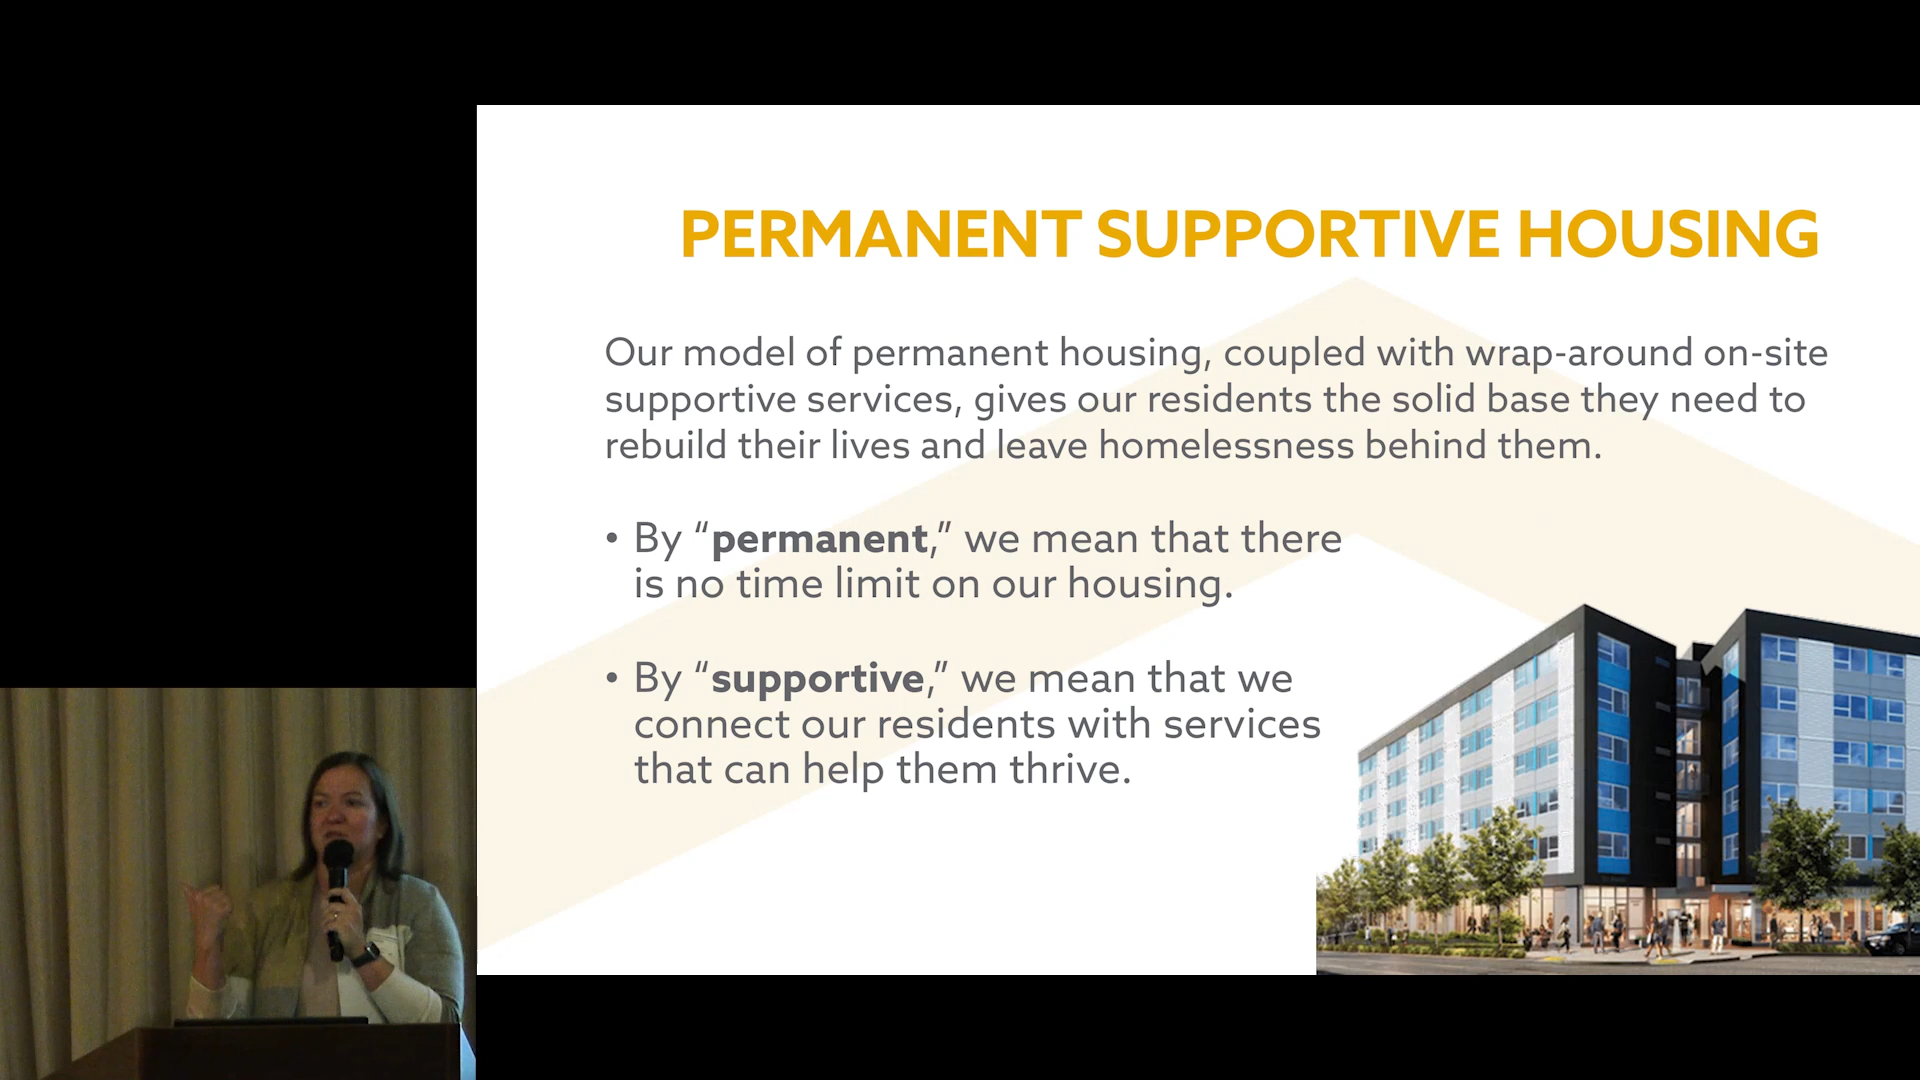 PERMANENT SUPPORTIVE HOUSING
Our model of permanent housing, coupled with wrap-around on-site
supportive services, gives our residents the solid base they need to
rebuild their lives and leave homelessness behind them.
• By “permanent,” we mean that there
is no time limit on our housing.
• By “supportive,” we mean that we
connect our residents with services
that can help them thrive.